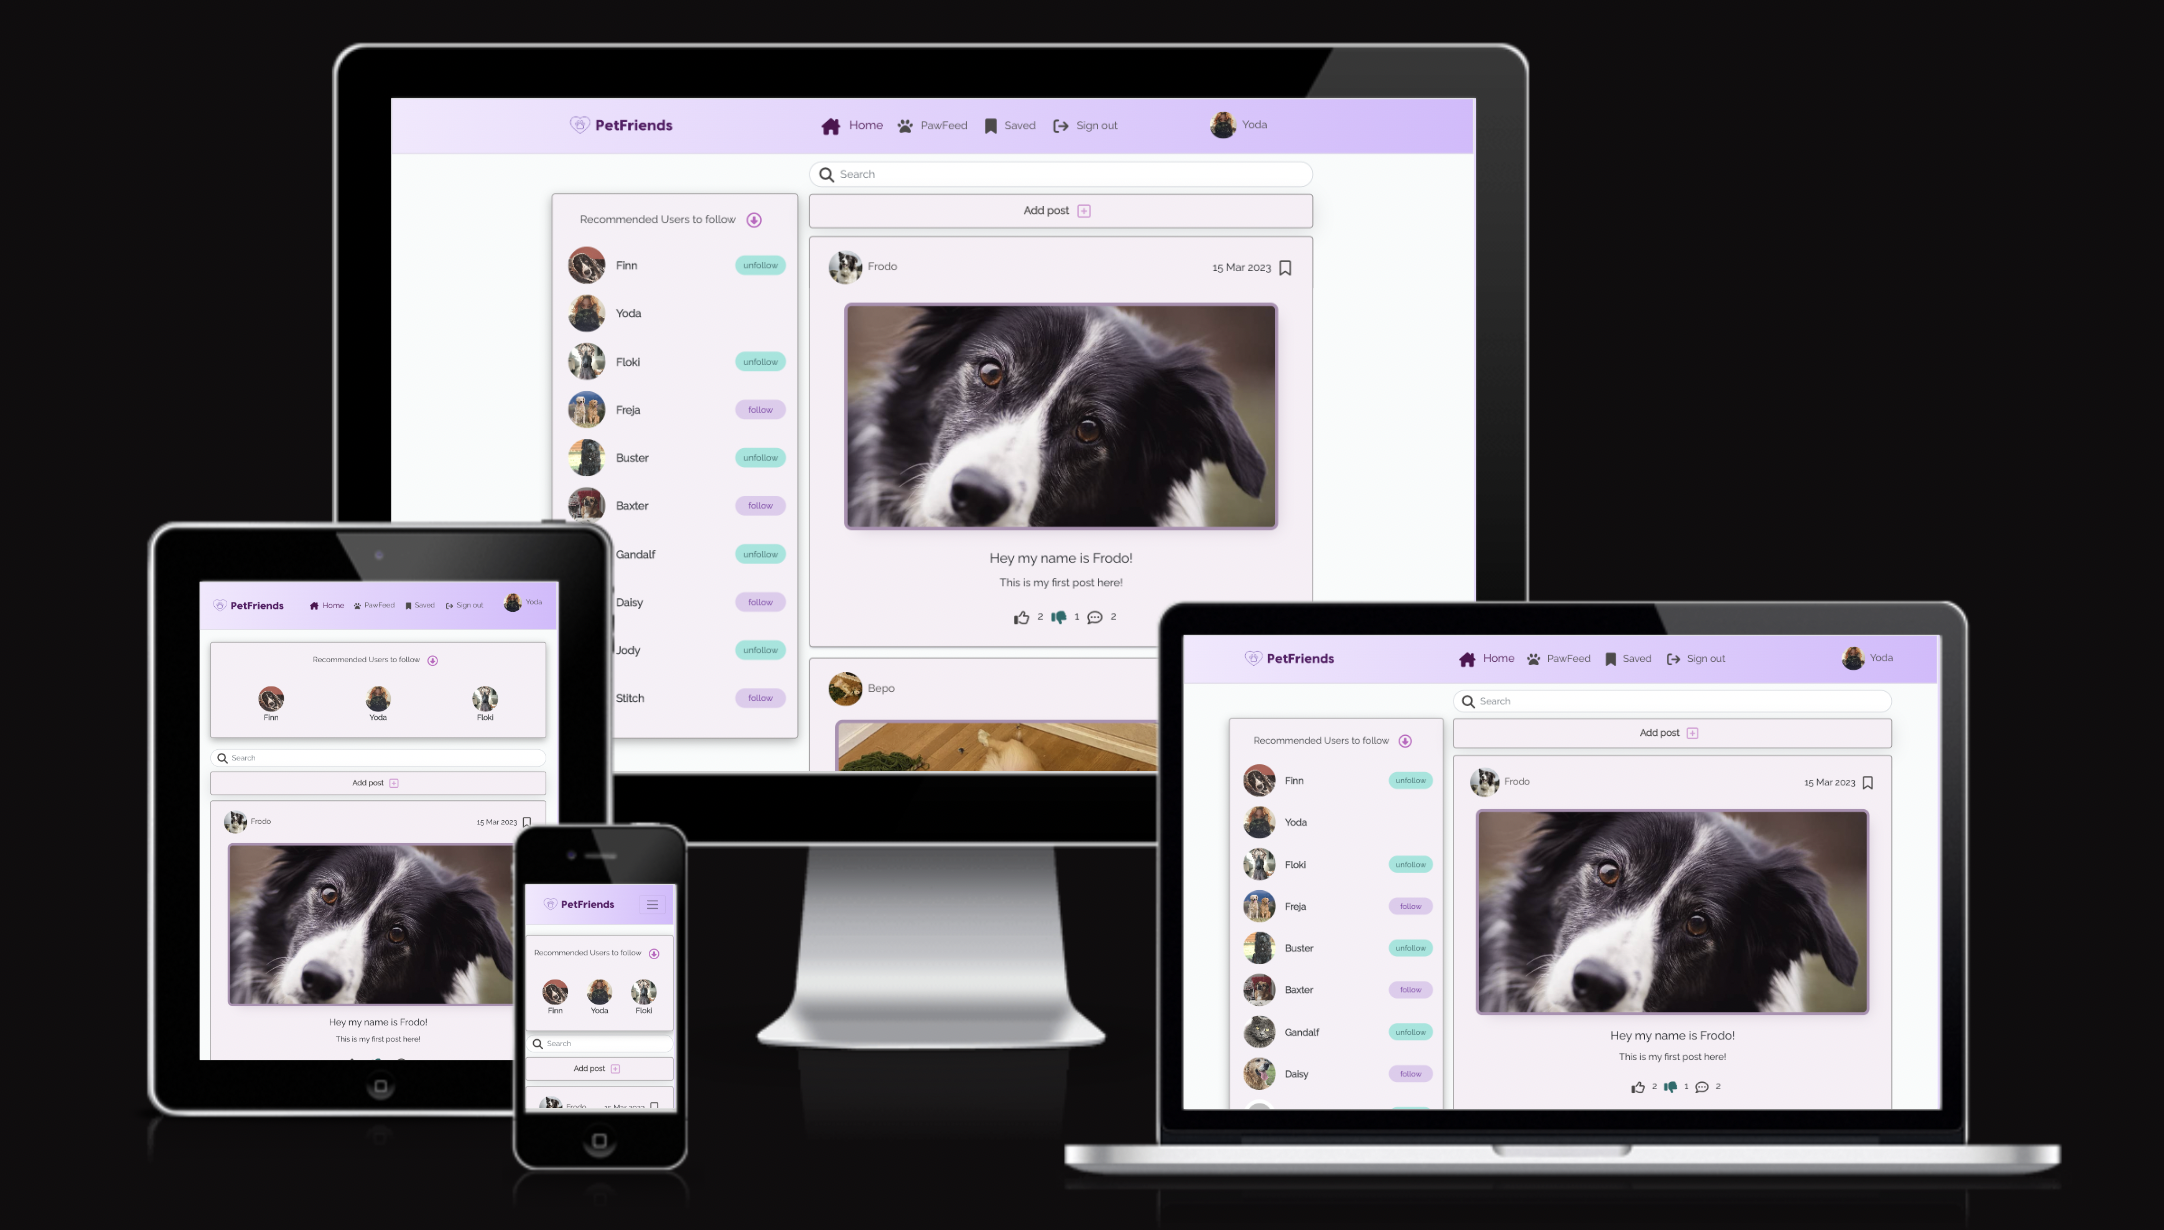 PetFriends
Home PawFeed Saved Sign out Yoda
Search
Recommended Users to follow
Add post
Finn unfollow
Yoda
Floki unfollow
Freja follow
Buster unfollow
Baxter follow
Gandalf unfollow
Daisy follow
Jody unfollow
Stitch follow
Frodo 15 Mar 2023
Hey my name is Frodo!
This is my first post here!
2 1 2
Bepo
PetFriends Home PawFeed Saved Sign out Yoda
Recommended Users to follow
Finn Yoda Floki
Search
Add post
Frodo 15 Mar 2023
Hey my name is Frodo!
This is my first post here!
PetFriends
Recommended Users to follow
Finn Yoda Floki
Search
Add post
Frodo 15 Mar 2023
PetFriends Home PawFeed Saved Sign out Yoda
Search
Recommended Users to follow
Add post
Finn unfollow
Yoda
Floki unfollow
Freja follow
Buster unfollow
Baxter follow
Gandalf unfollow
Daisy follow
Frodo 15 Mar 2023
Hey my name is Frodo!
This is my first post here!
2 1 2